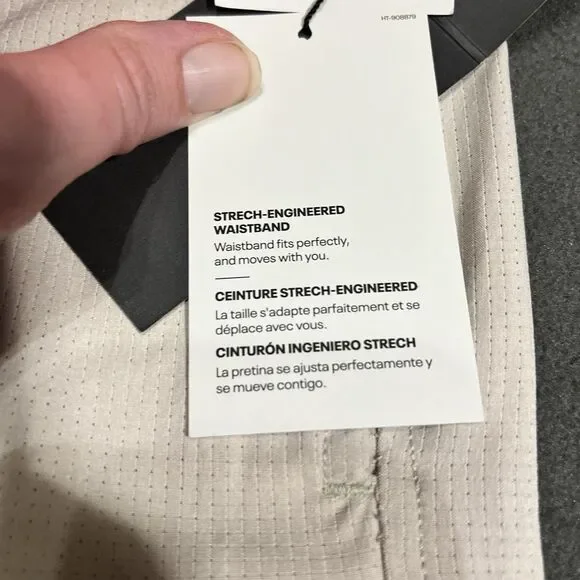 HT-908879
STRECH-ENGINEERED
WAISTBAND
Waistband fits perfectly,
and moves with you.
CEINTURE STRECH-ENGINEERED
La taille s'adapte parfaitement et se
déplace avec vous.
CINTURÓN INGENIERO STRECH
La pretina se ajusta perfectamente y
se mueve contigo.